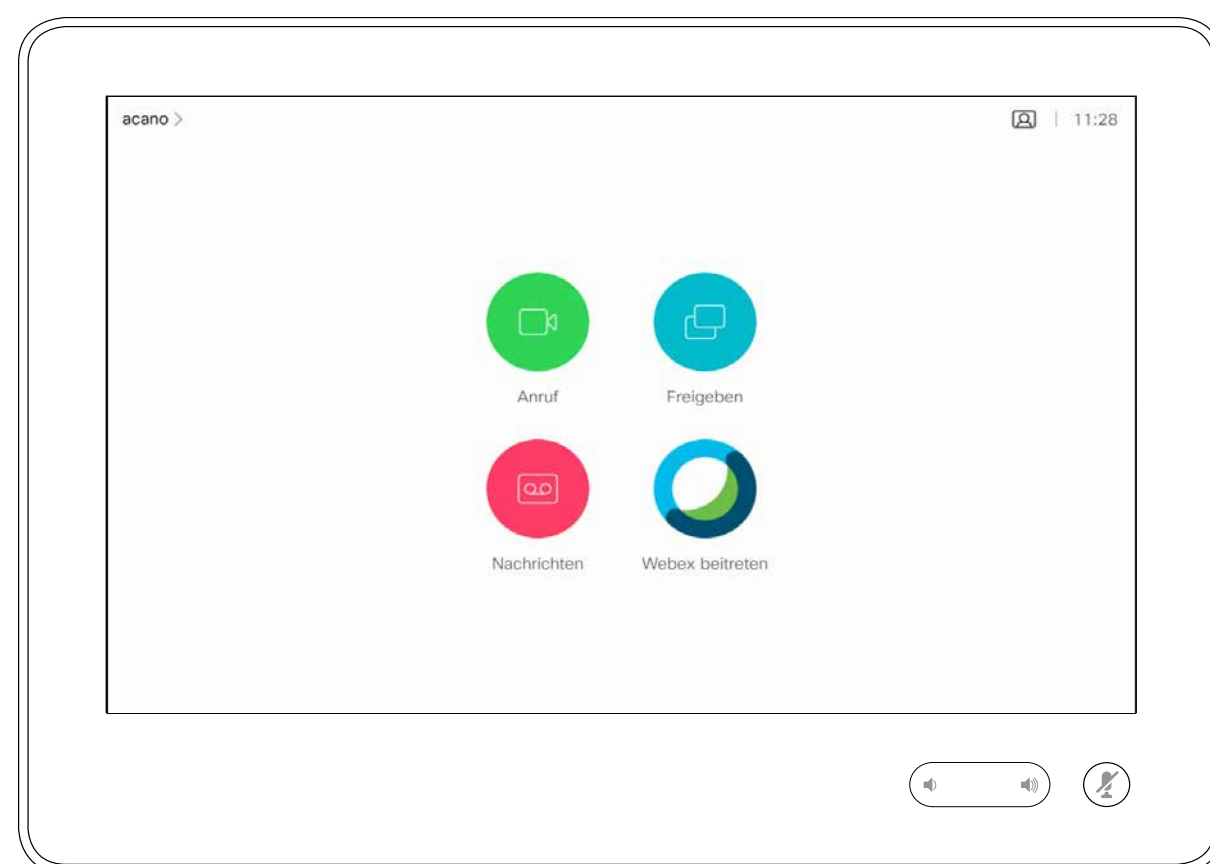 acano
11:28
Anruf
Freigeben
Nachrichten
Webex beitreten